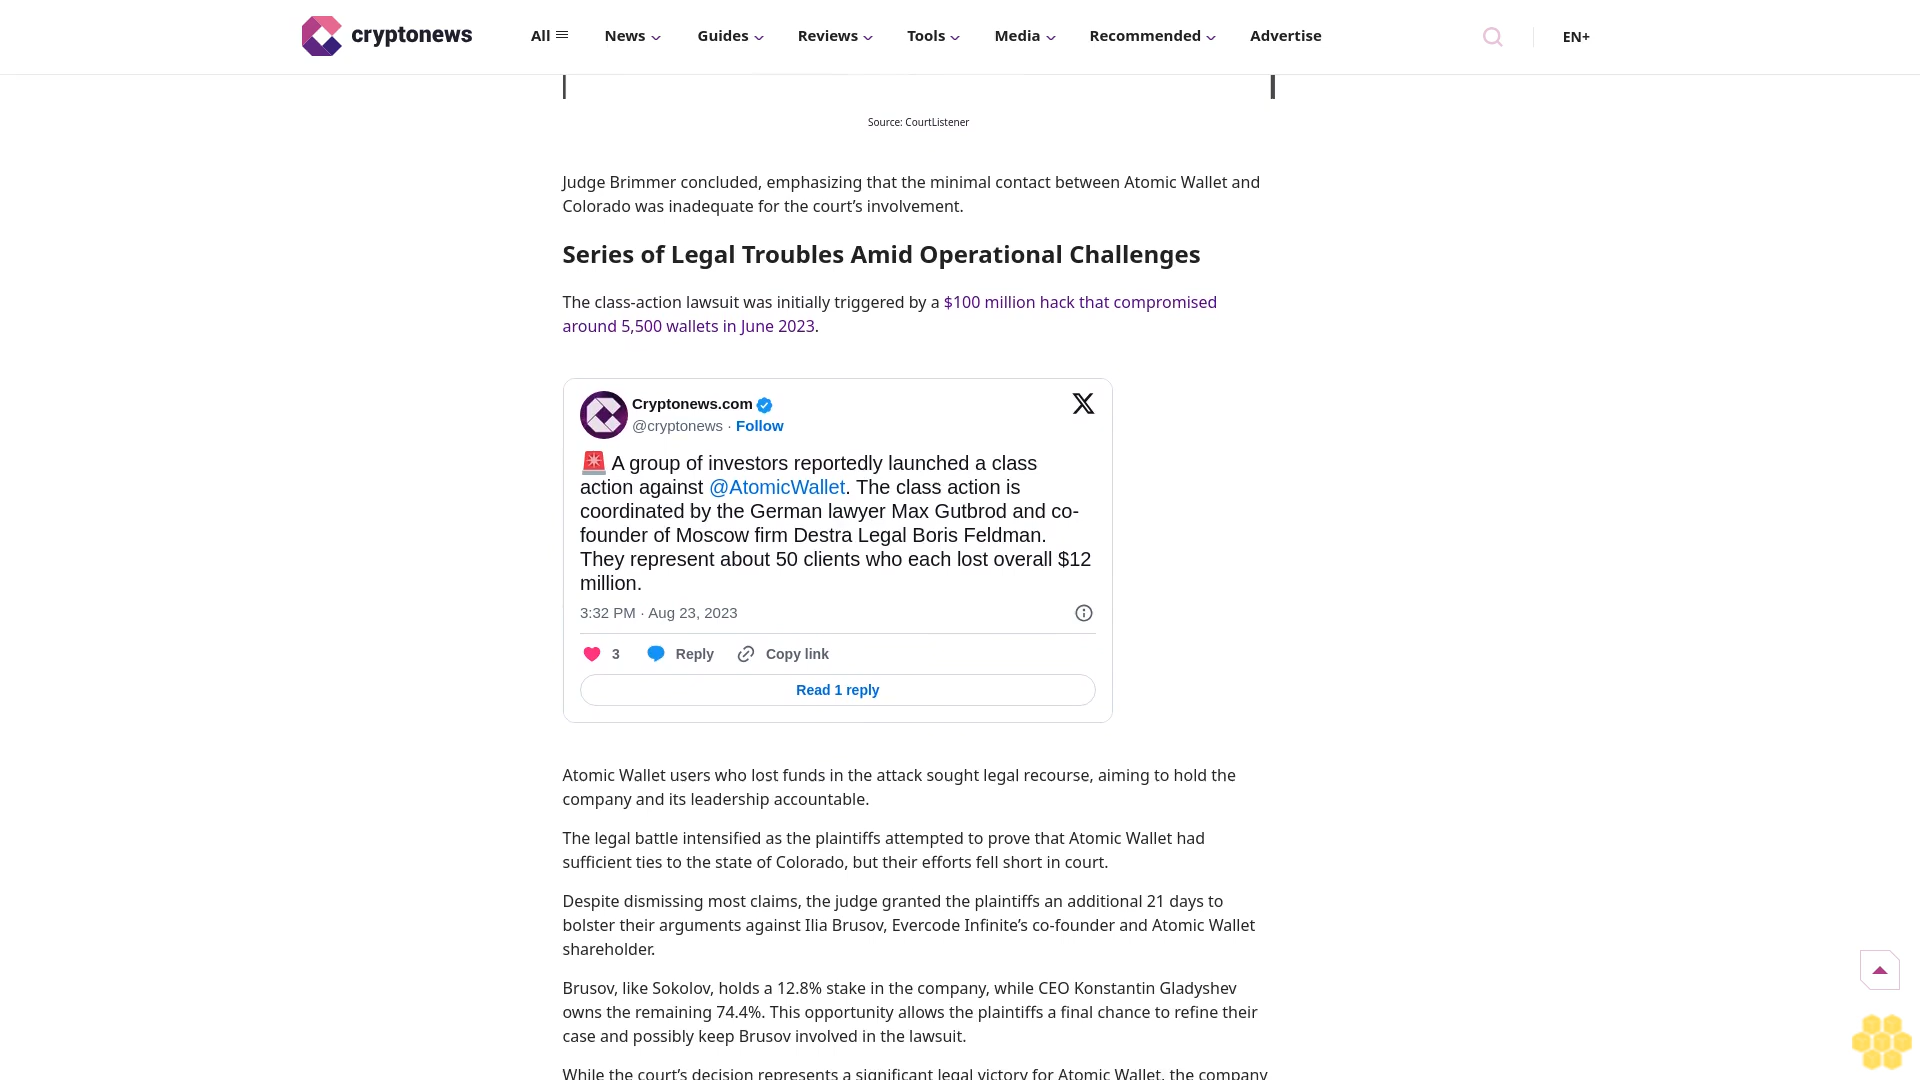 cryptonews
All
News
Guides
Reviews
Tools
Media
Recommended
Advertise
EN+
Source: CourtListener
Judge Brimmer concluded, emphasizing that the minimal contact between Atomic Wallet and
Colorado was inadequate for the court’s involvement.
Series of Legal Troubles Amid Operational Challenges
The class-action lawsuit was initially triggered by a $100 million hack that compromised
around 5,500 wallets in June 2023.
Cryptonews.com
@cryptonews · Follow
🚨 A group of investors reportedly launched a class
action against @AtomicWallet. The class action is
coordinated by the German lawyer Max Gutbrod and co-
founder of Moscow firm Destra Legal Boris Feldman.
They represent about 50 clients who each lost overall $12
million.
3:32 PM · Aug 23, 2023
3 Reply Copy link
Read 1 reply
Atomic Wallet users who lost funds in the attack sought legal recourse, aiming to hold the
company and its leadership accountable.
The legal battle intensified as the plaintiffs attempted to prove that Atomic Wallet had
sufficient ties to the state of Colorado, but their efforts fell short in court.
Despite dismissing most claims, the judge granted the plaintiffs an additional 21 days to
bolster their arguments against Ilia Brusov, Evercode Infinite’s co-founder and Atomic Wallet
shareholder.
Brusov, like Sokolov, holds a 12.8% stake in the company, while CEO Konstantin Gladyshev
owns the remaining 74.4%. This opportunity allows the plaintiffs a final chance to refine their
case and possibly keep Brusov involved in the lawsuit.
While the court’s decision represents a significant legal victory for Atomic Wallet, the company